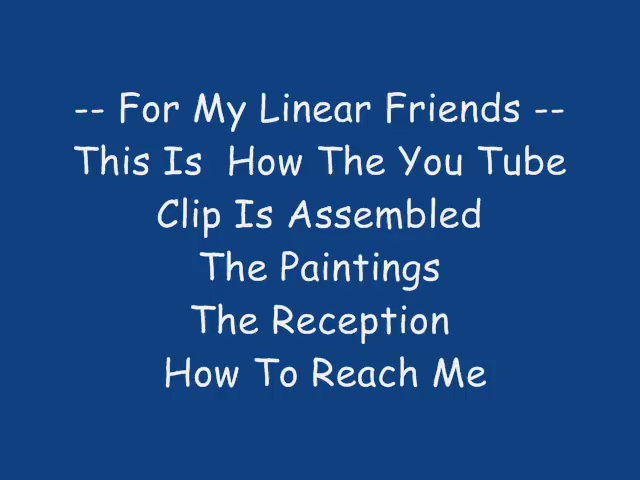 -- For My Linear Friends --
This Is  How The You Tube
Clip Is Assembled
The Paintings
The Reception
How To Reach Me